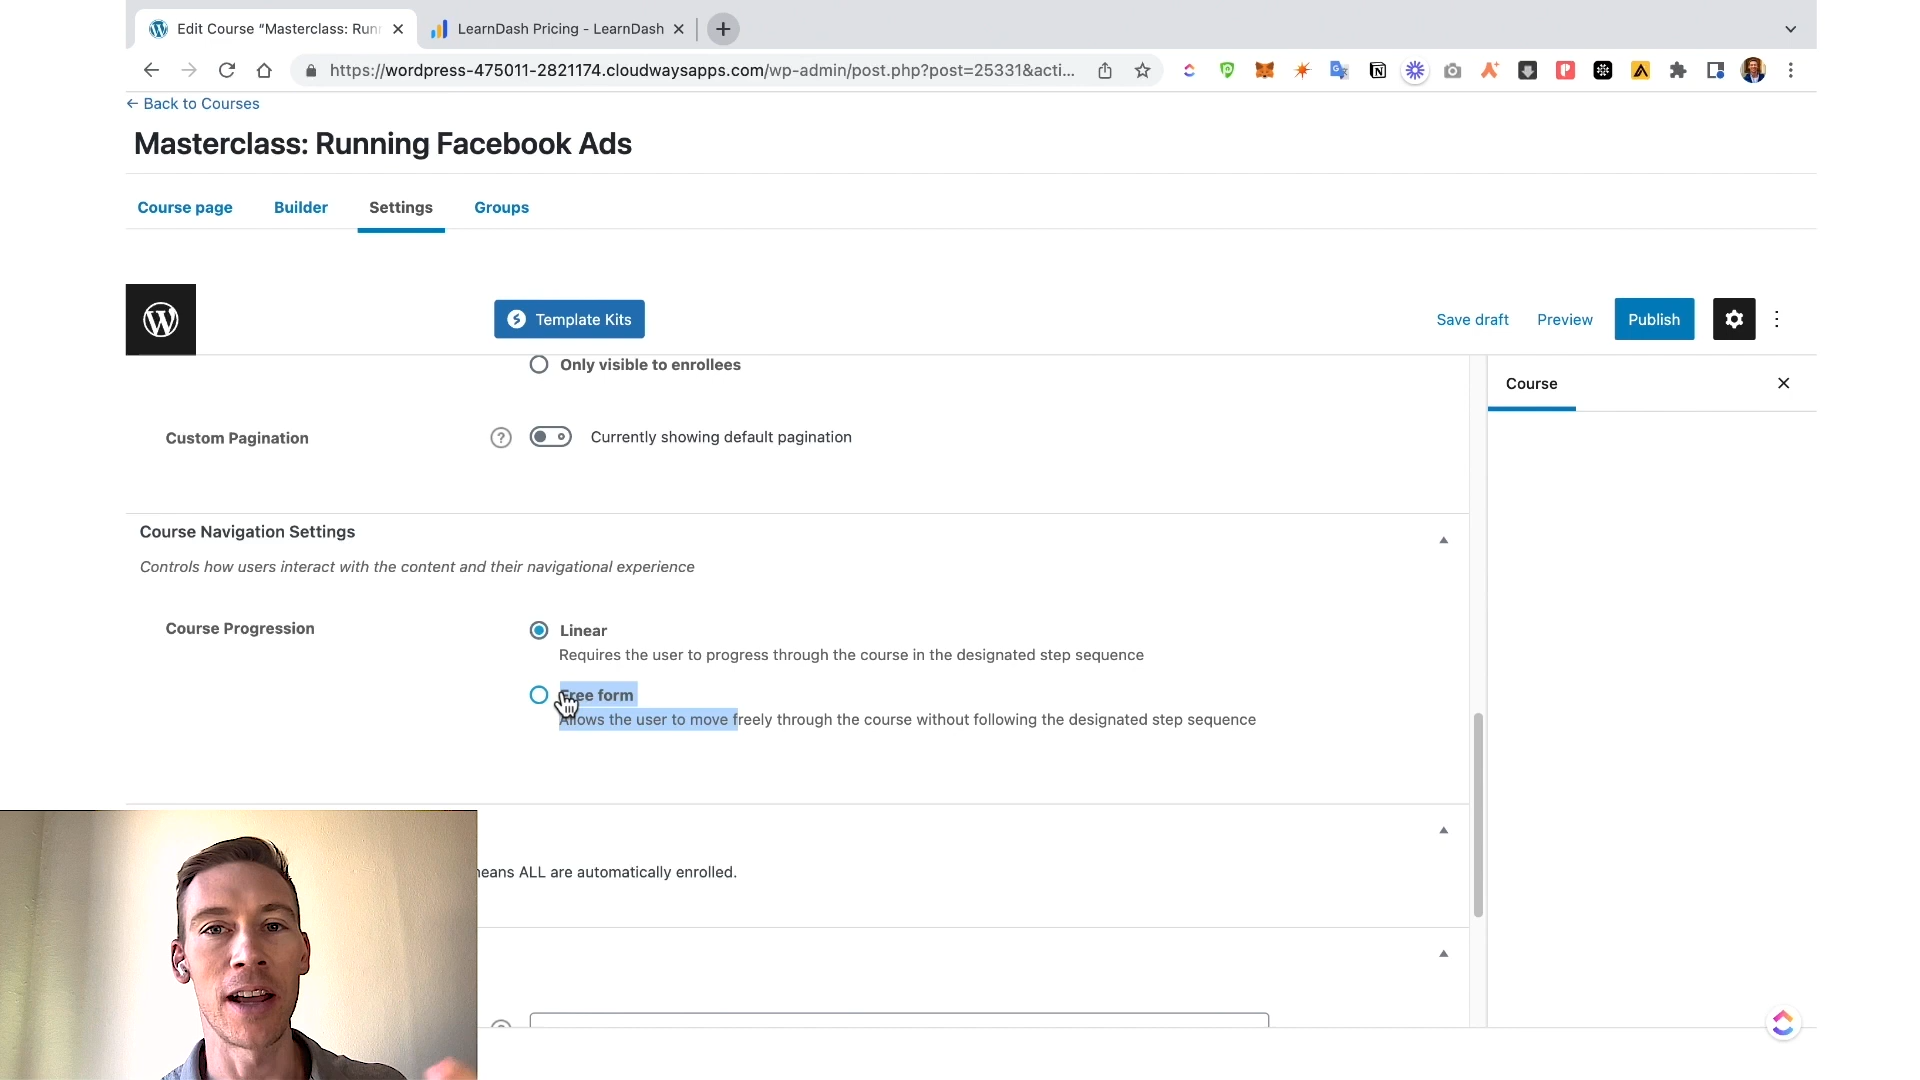 Edit Course “Masterclass: Run
LearnDash Pricing - LearnDash
https://wordpress-475011-2821174.cloudwaysapps.com/wp-admin/post.php?post=25331&acti...
← Back to Courses
Masterclass: Running Facebook Ads
Course page
Builder
Settings
Groups
Template Kits
Save draft
Preview
Publish
Only visible to enrollees
Course
Custom Pagination
Currently showing default pagination
Course Navigation Settings
Controls how users interact with the content and their navigational experience
Course Progression
Linear
Requires the user to progress through the course in the designated step sequence
Free form
Allows the user to move freely through the course without following the designated step sequence
means ALL are automatically enrolled.